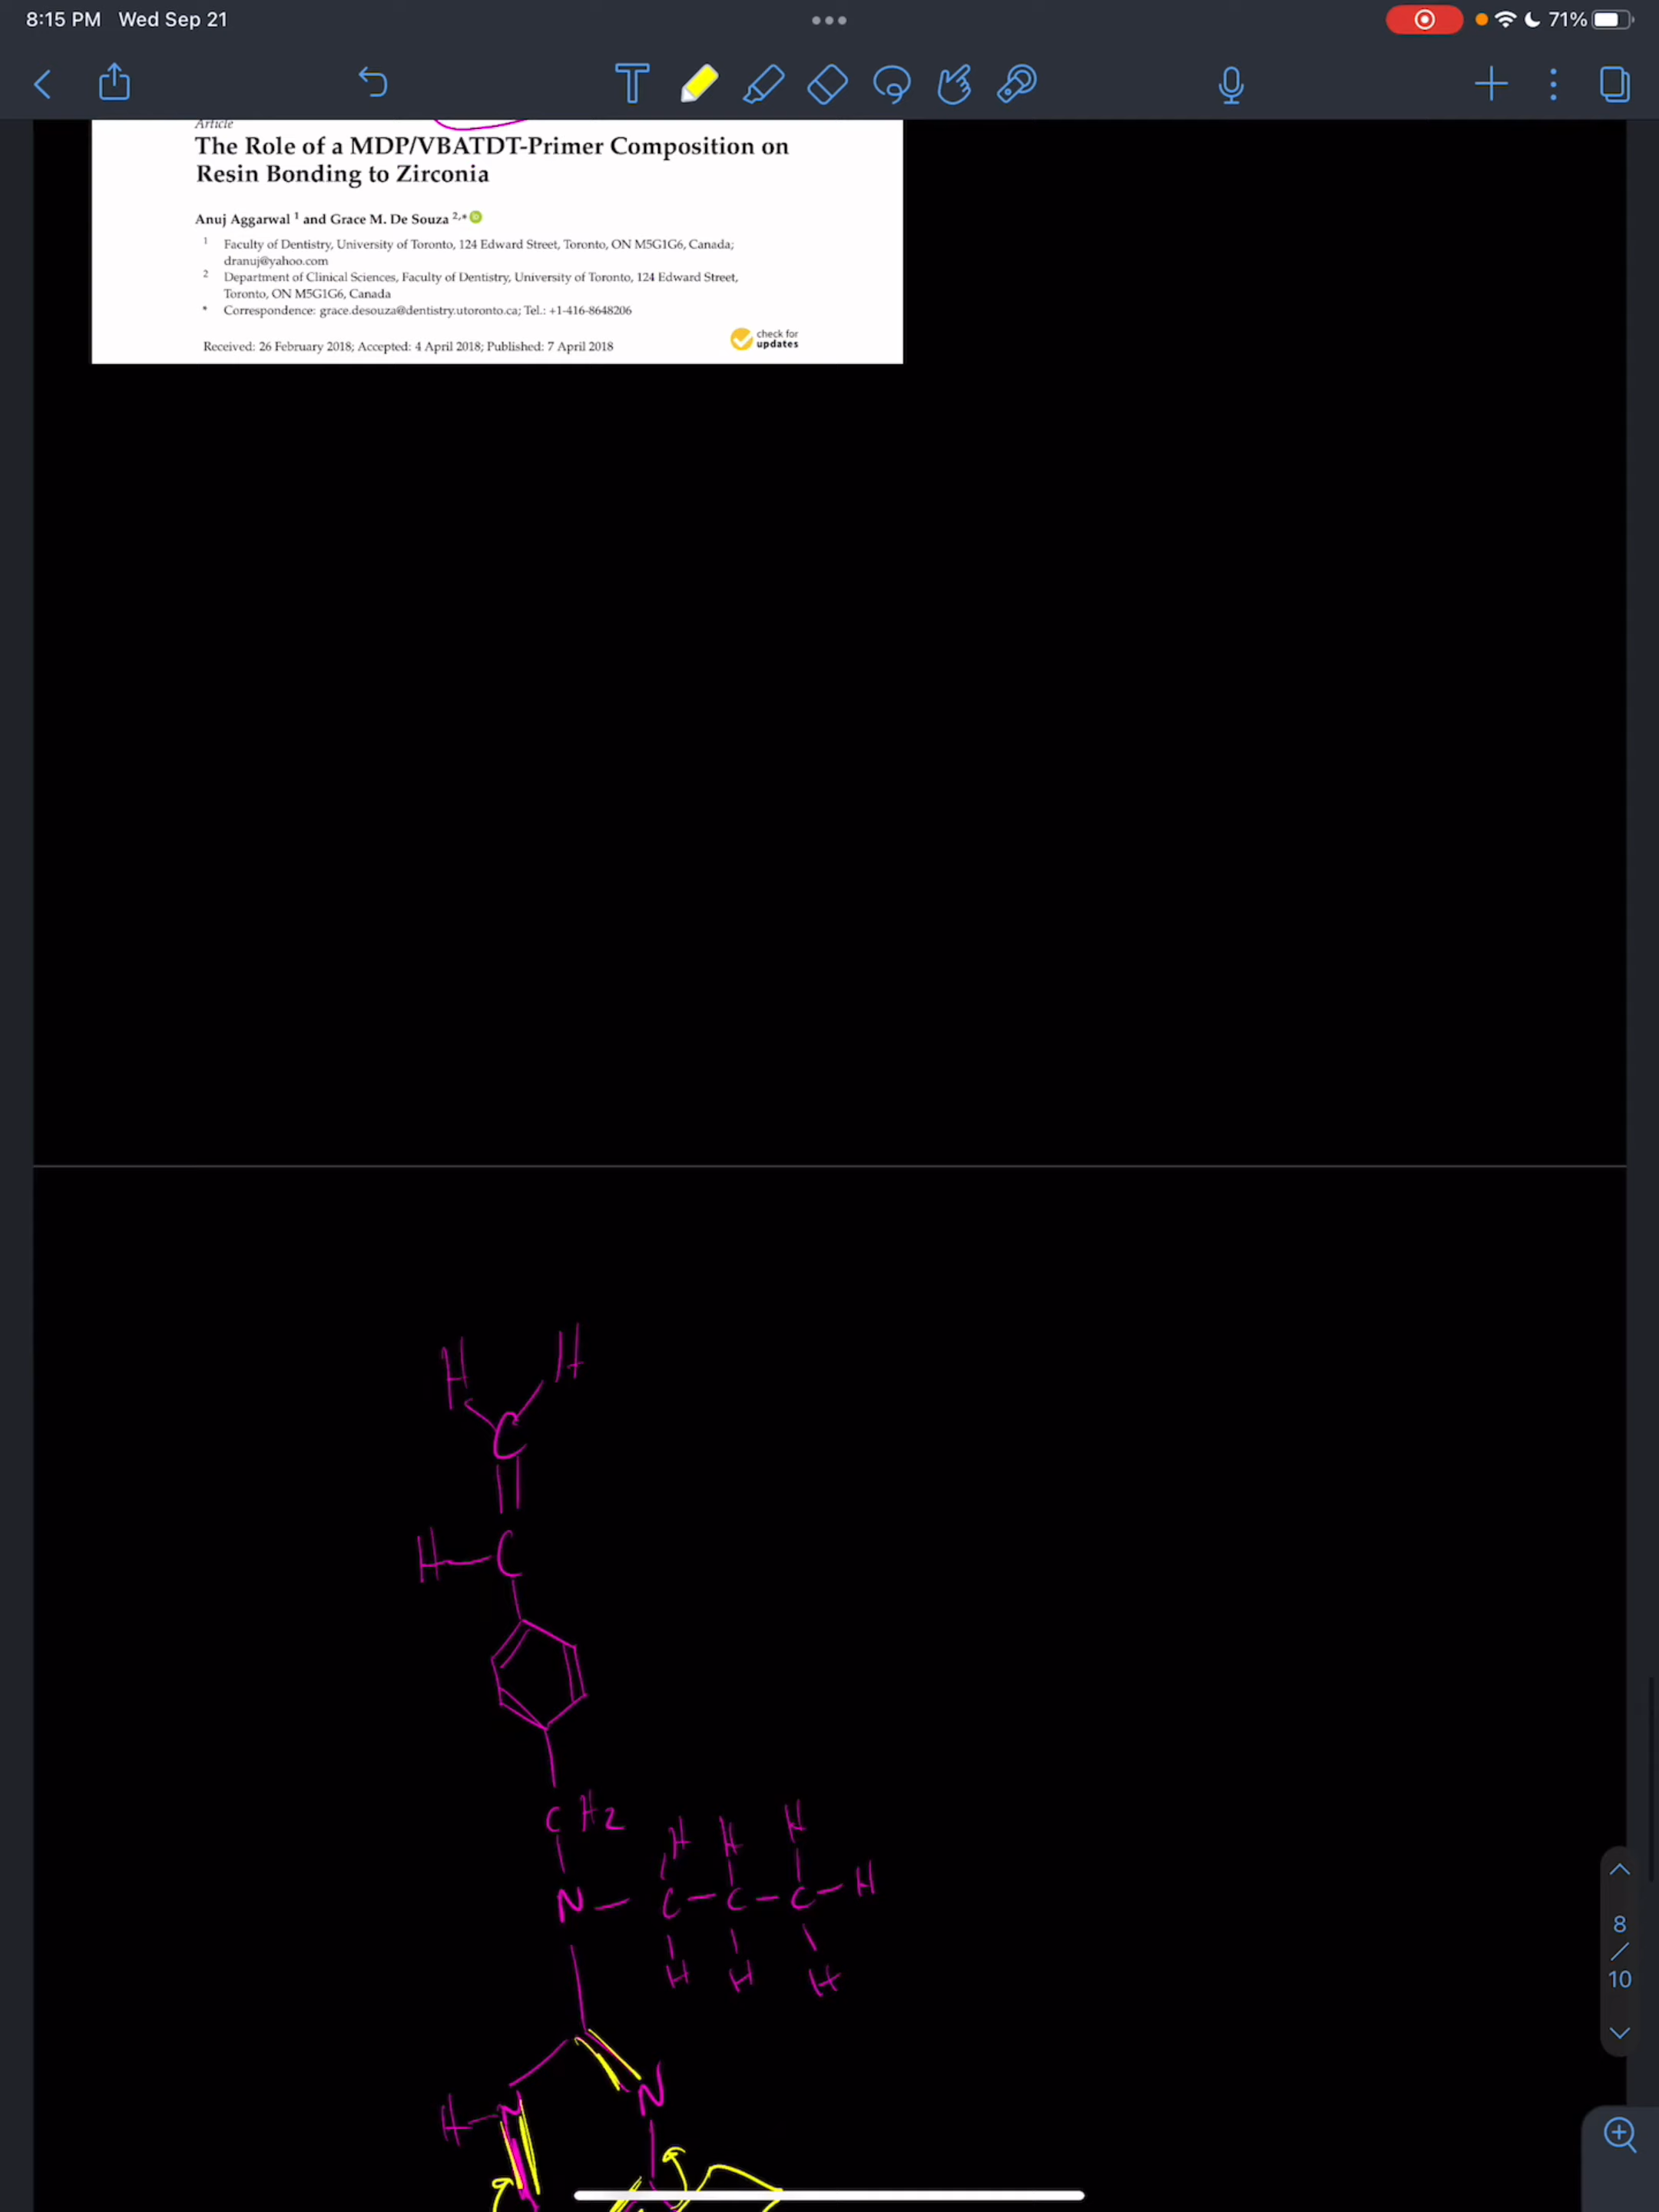 8:15 PM Wed Sep 21
71%
T
Article
The Role of a MDP/VBATDT-Primer Composition on
Resin Bonding to Zirconia
Anuj Aggarwal 1 and Grace M. De Souza 2,* iD
1 Faculty of Dentistry, University of Toronto, 124 Edward Street, Toronto, ON M5G1G6, Canada;
dranuj@yahoo.com
2 Department of Clinical Sciences, Faculty of Dentistry, University of Toronto, 124 Edward Street,
Toronto, ON M5G1G6, Canada
* Correspondence: grace.desouza@dentistry.utoronto.ca; Tel.: +1-416-8648206
Received: 26 February 2018; Accepted: 4 April 2018; Published: 7 April 2018
check for
updates
H H
C
H-C
CH2
H H H
N-C-C-C-H
H H H
N
H-N
8
/
10